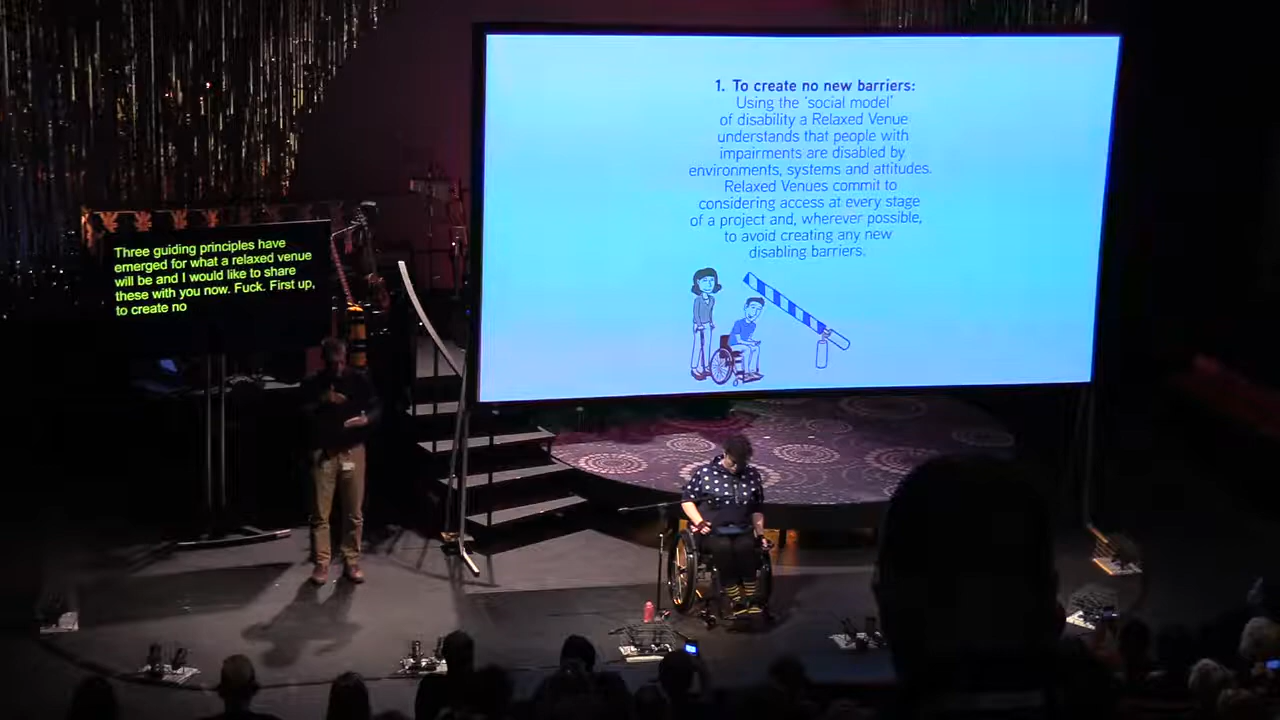 Three guiding principles have
emerged for what a relaxed venue
will be and I would like to share
these with you now. Fuck. First up,
to create no
1. To create no new barriers:
Using the 'social model'
of disability a Relaxed Venue
understands that people with
impairments are disabled by
environments, systems and attitudes.
Relaxed Venues commit to
considering access at every stage
of a project and, wherever possible,
to avoid creating any new
disabling barriers.